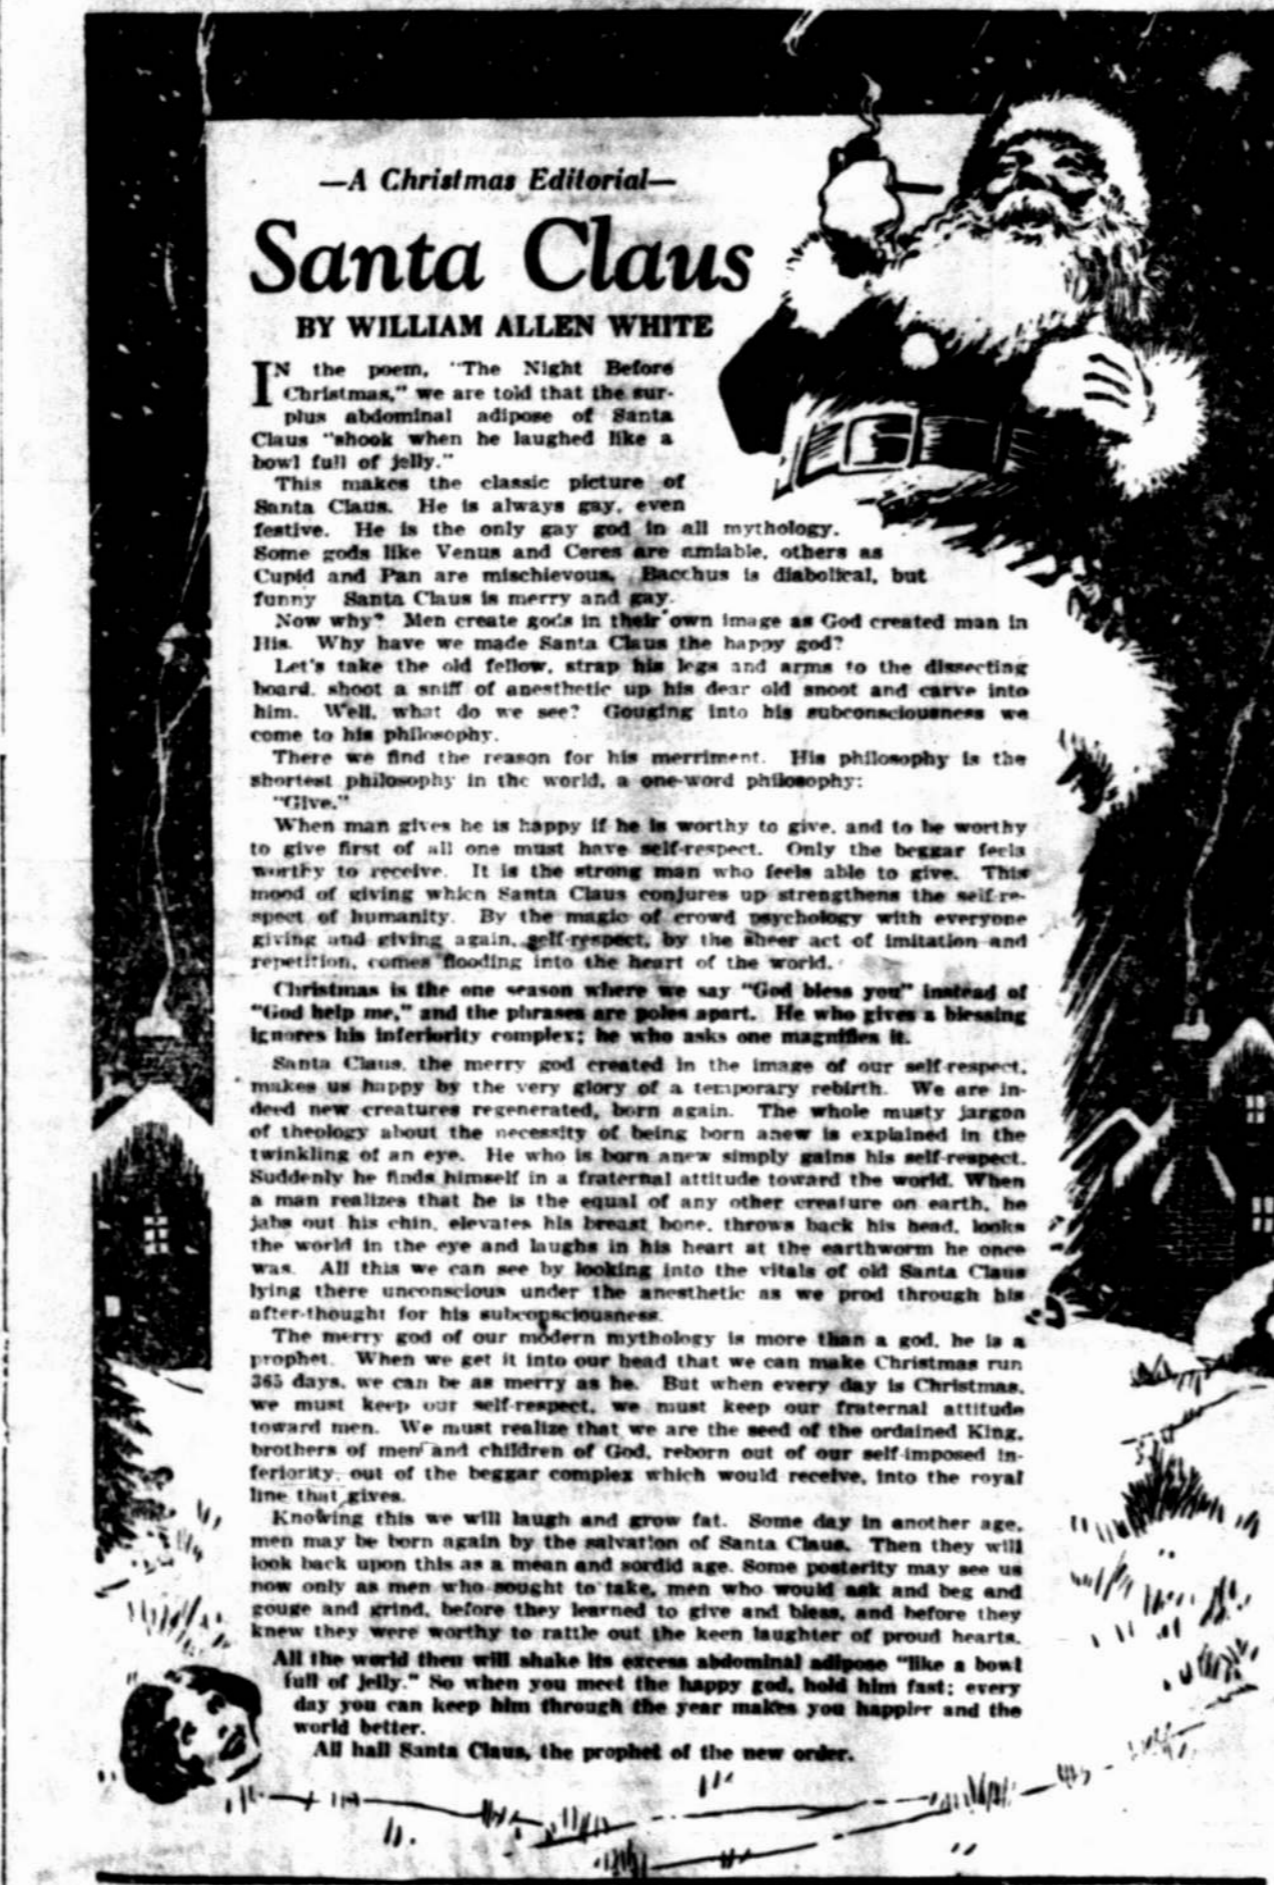 —A Christmas Editorial—
Santa Claus
BY WILLIAM ALLEN WHITE
IN the poem, "The Night Before
Christmas," we are told that the sur-
plus abdominal adipose of Santa
Claus "shook when he laughed like a
bowl full of jelly."
This makes the classic picture of
Santa Claus. He is always gay, even
festive. He is the only gay god in all mythology.
Some gods like Venus and Ceres are amiable, others as
Cupid and Pan are mischievous. Bacchus is diabolical, but
funny Santa Claus is merry and gay.
Now why? Men create gods in their own image as God created man in
His. Why have we made Santa Claus the happy god?
Let's take the old fellow, strap his legs and arms to the dissecting
board, shoot a sniff of anesthetic up his dear old snoot and carve into
him. Well, what do we see? Gouging into his subconsciousness we
come to his philosophy.
There we find the reason for his merriment. His philosophy is the
shortest philosophy in the world, a one-word philosophy:
"Give."
When man gives he is happy if he is worthy to give, and to be worthy
to give first of all one must have self-respect. Only the beggar feels
worthy to receive. It is the strong man who feels able to give. This
mood of giving which Santa Claus conjures up strengthens the self-re-
spect of humanity. By the magic of crowd psychology with everyone
giving and giving again, self-respect, by the sheer act of imitation and
repetition, comes flooding into the heart of the world.
Christmas is the one season where we say "God bless you" instead of
"God help me," and the phrases are poles apart. He who gives a blessing
ignores his inferiority complex; he who asks one magnifies it.
Santa Claus, the merry god created in the image of our self-respect,
makes us happy by the very glory of a temporary rebirth. We are in-
deed new creatures regenerated, born again. The whole musty jargon
of theology about the necessity of being born anew is explained in the
twinkling of an eye. He who is born anew simply gains his self-respect.
Suddenly he finds himself in a fraternal attitude toward the world. When
a man realizes that he is the equal of any other creature on earth, he
jabs out his chin, elevates his breast bone, throws back his head, looks
the world in the eye and laughs in his heart at the earthworm he once
was. All this we can see by looking into the vitals of old Santa Claus
lying there unconscious under the anesthetic as we prod through his
after-thought for his subconsciousness.
The merry god of our modern mythology is more than a god, he is a
prophet. When we get it into our head that we can make Christmas run
365 days, we can be as merry as he. But when every day is Christmas,
we must keep our self-respect, we must keep our fraternal attitude
toward men. We must realize that we are the seed of the ordained King,
brothers of men and children of God, reborn out of our self-imposed in-
feriority, out of the beggar complex which would receive, into the royal
line that gives.
Knowing this we will laugh and grow fat. Some day in another age,
men may be born again by the salvation of Santa Claus. Then they will
look back upon this as a mean and sordid age. Some posterity may see us
now only as men who sought to take, men who would ask and beg and
gouge and grind, before they learned to give and bless, and before they
knew they were worthy to rattle out the keen laughter of proud hearts.
All the world then will shake its excess abdominal adipose "like a bowl
full of jelly." So when you meet the happy god, hold him fast; every
day you can keep him through the year makes you happier and the
world better.
All hail Santa Claus, the prophet of the new order.